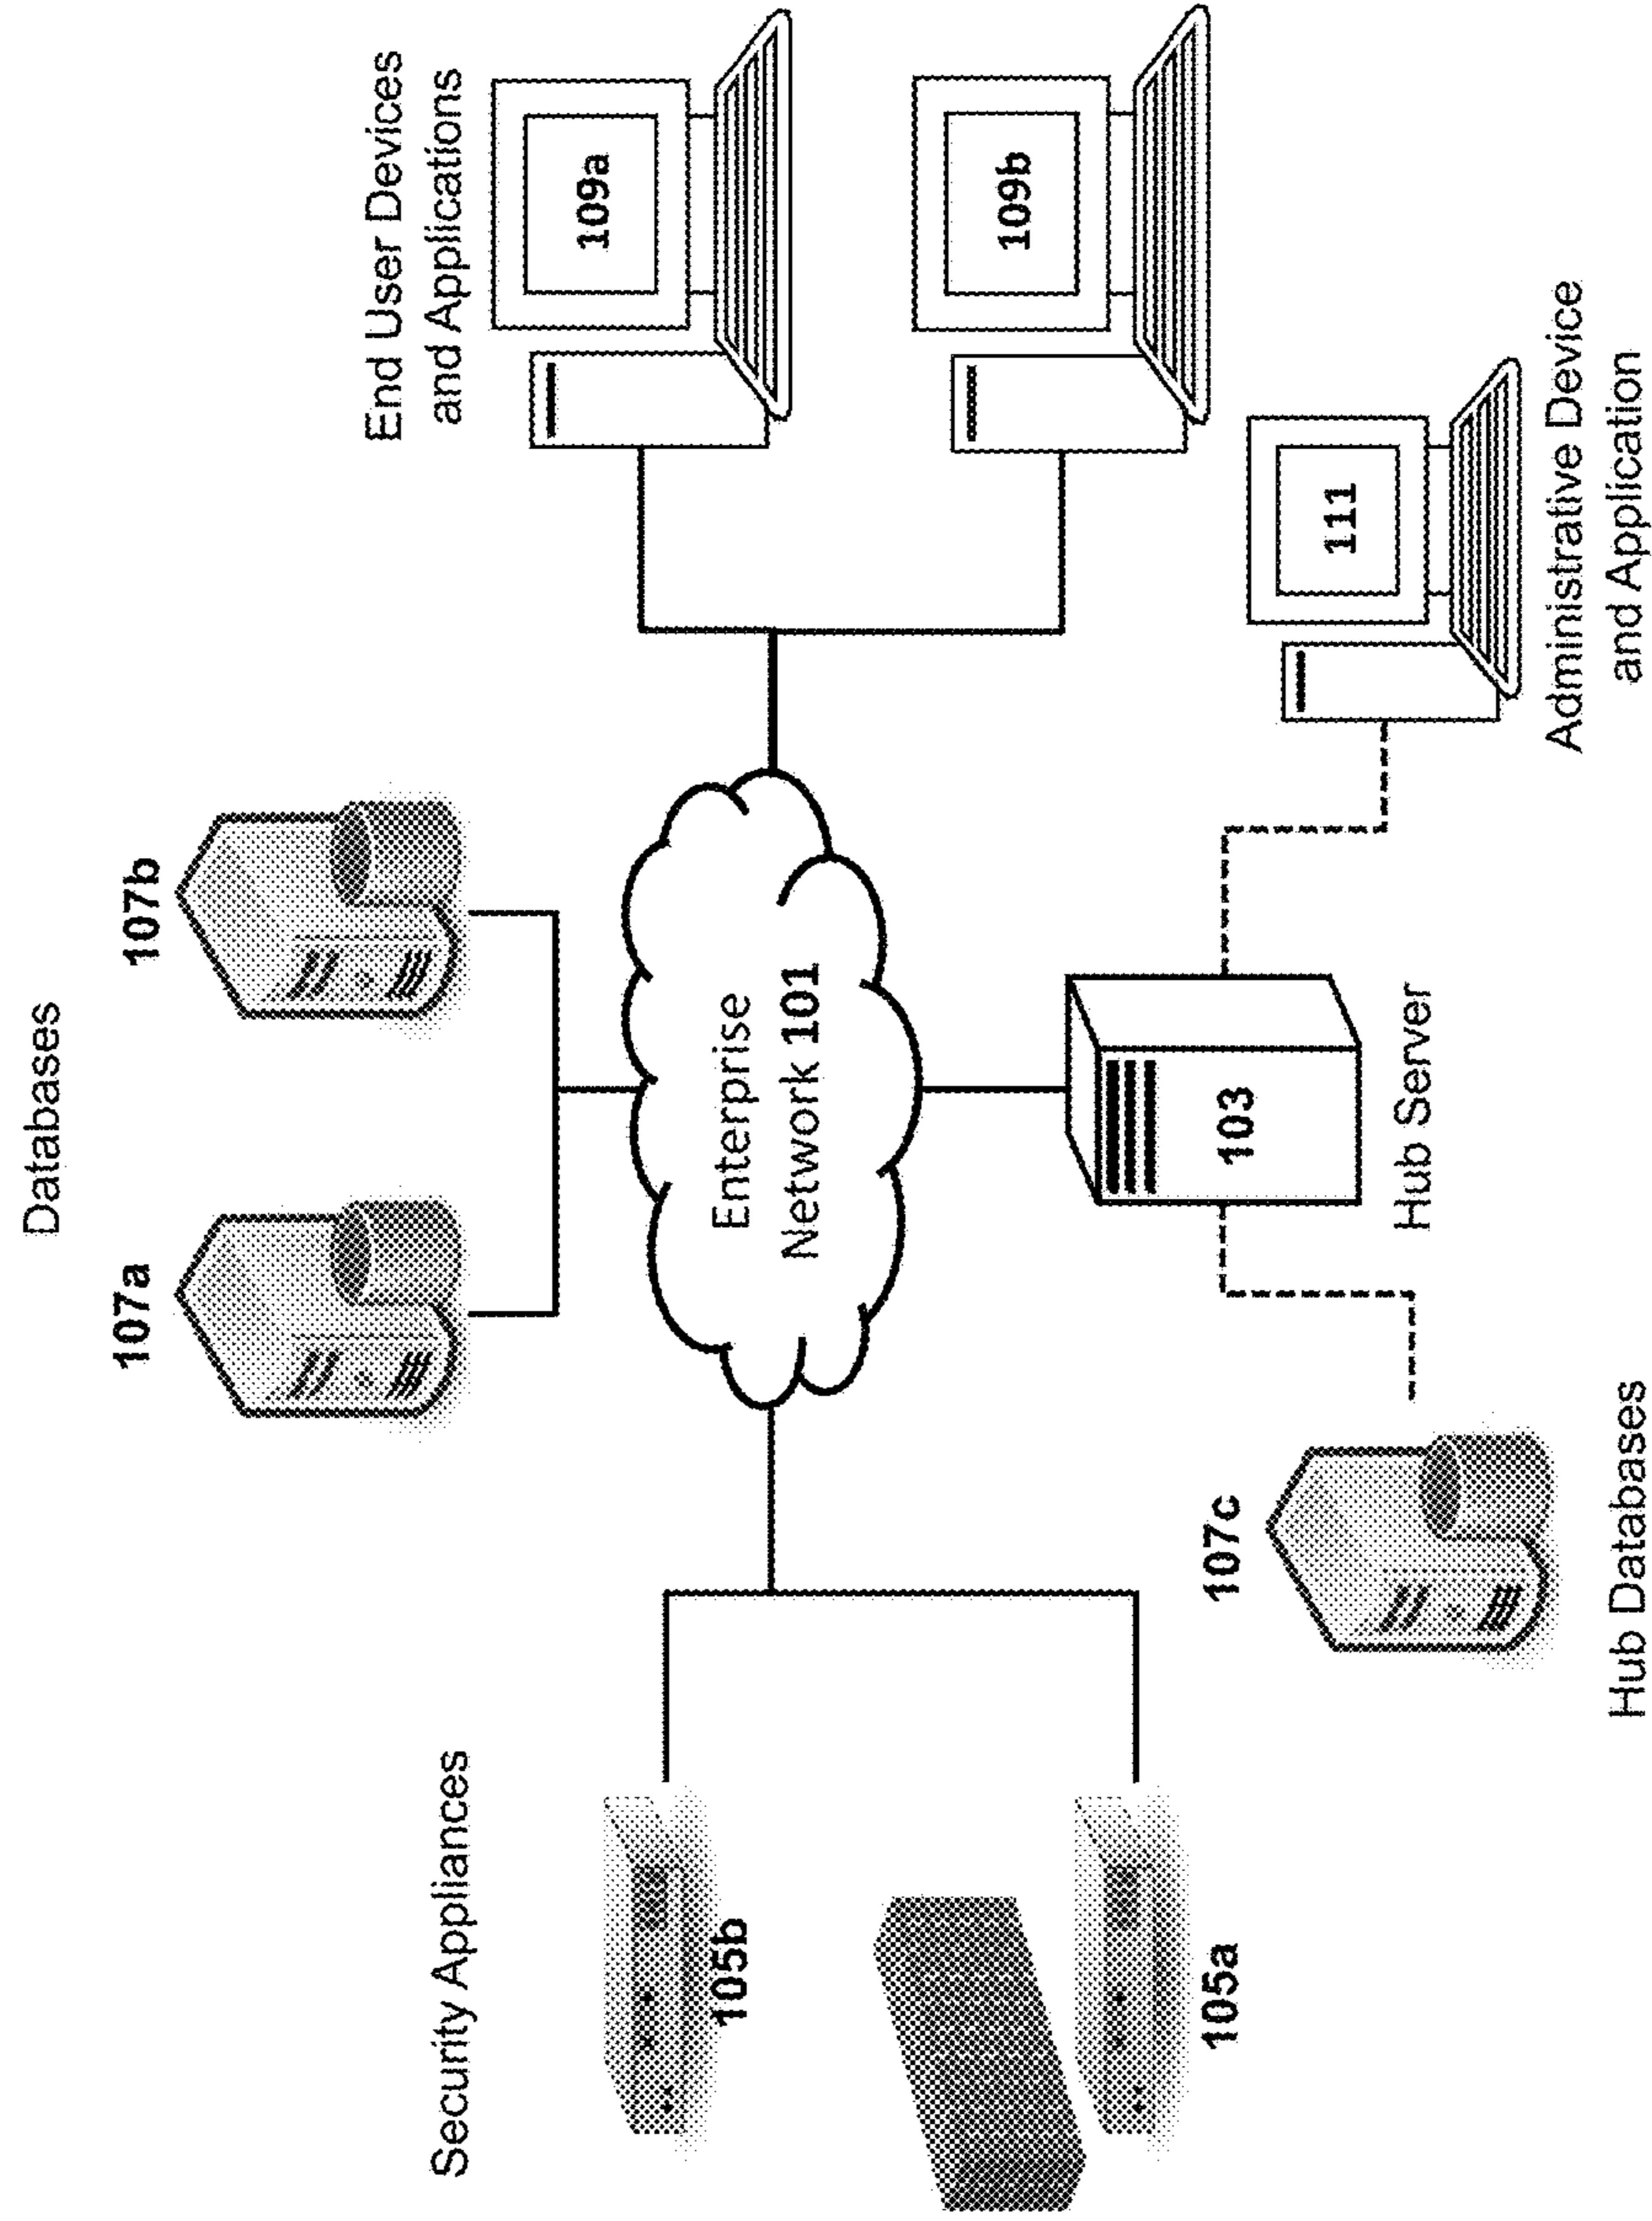 Databases
107a
107b
Security Appliances
105b
105a
End User Devices
and Applications
109a
109b
Enterprise
Network 101
103
Hub Server
107c
Hub Databases
111
Administrative Device
and Application